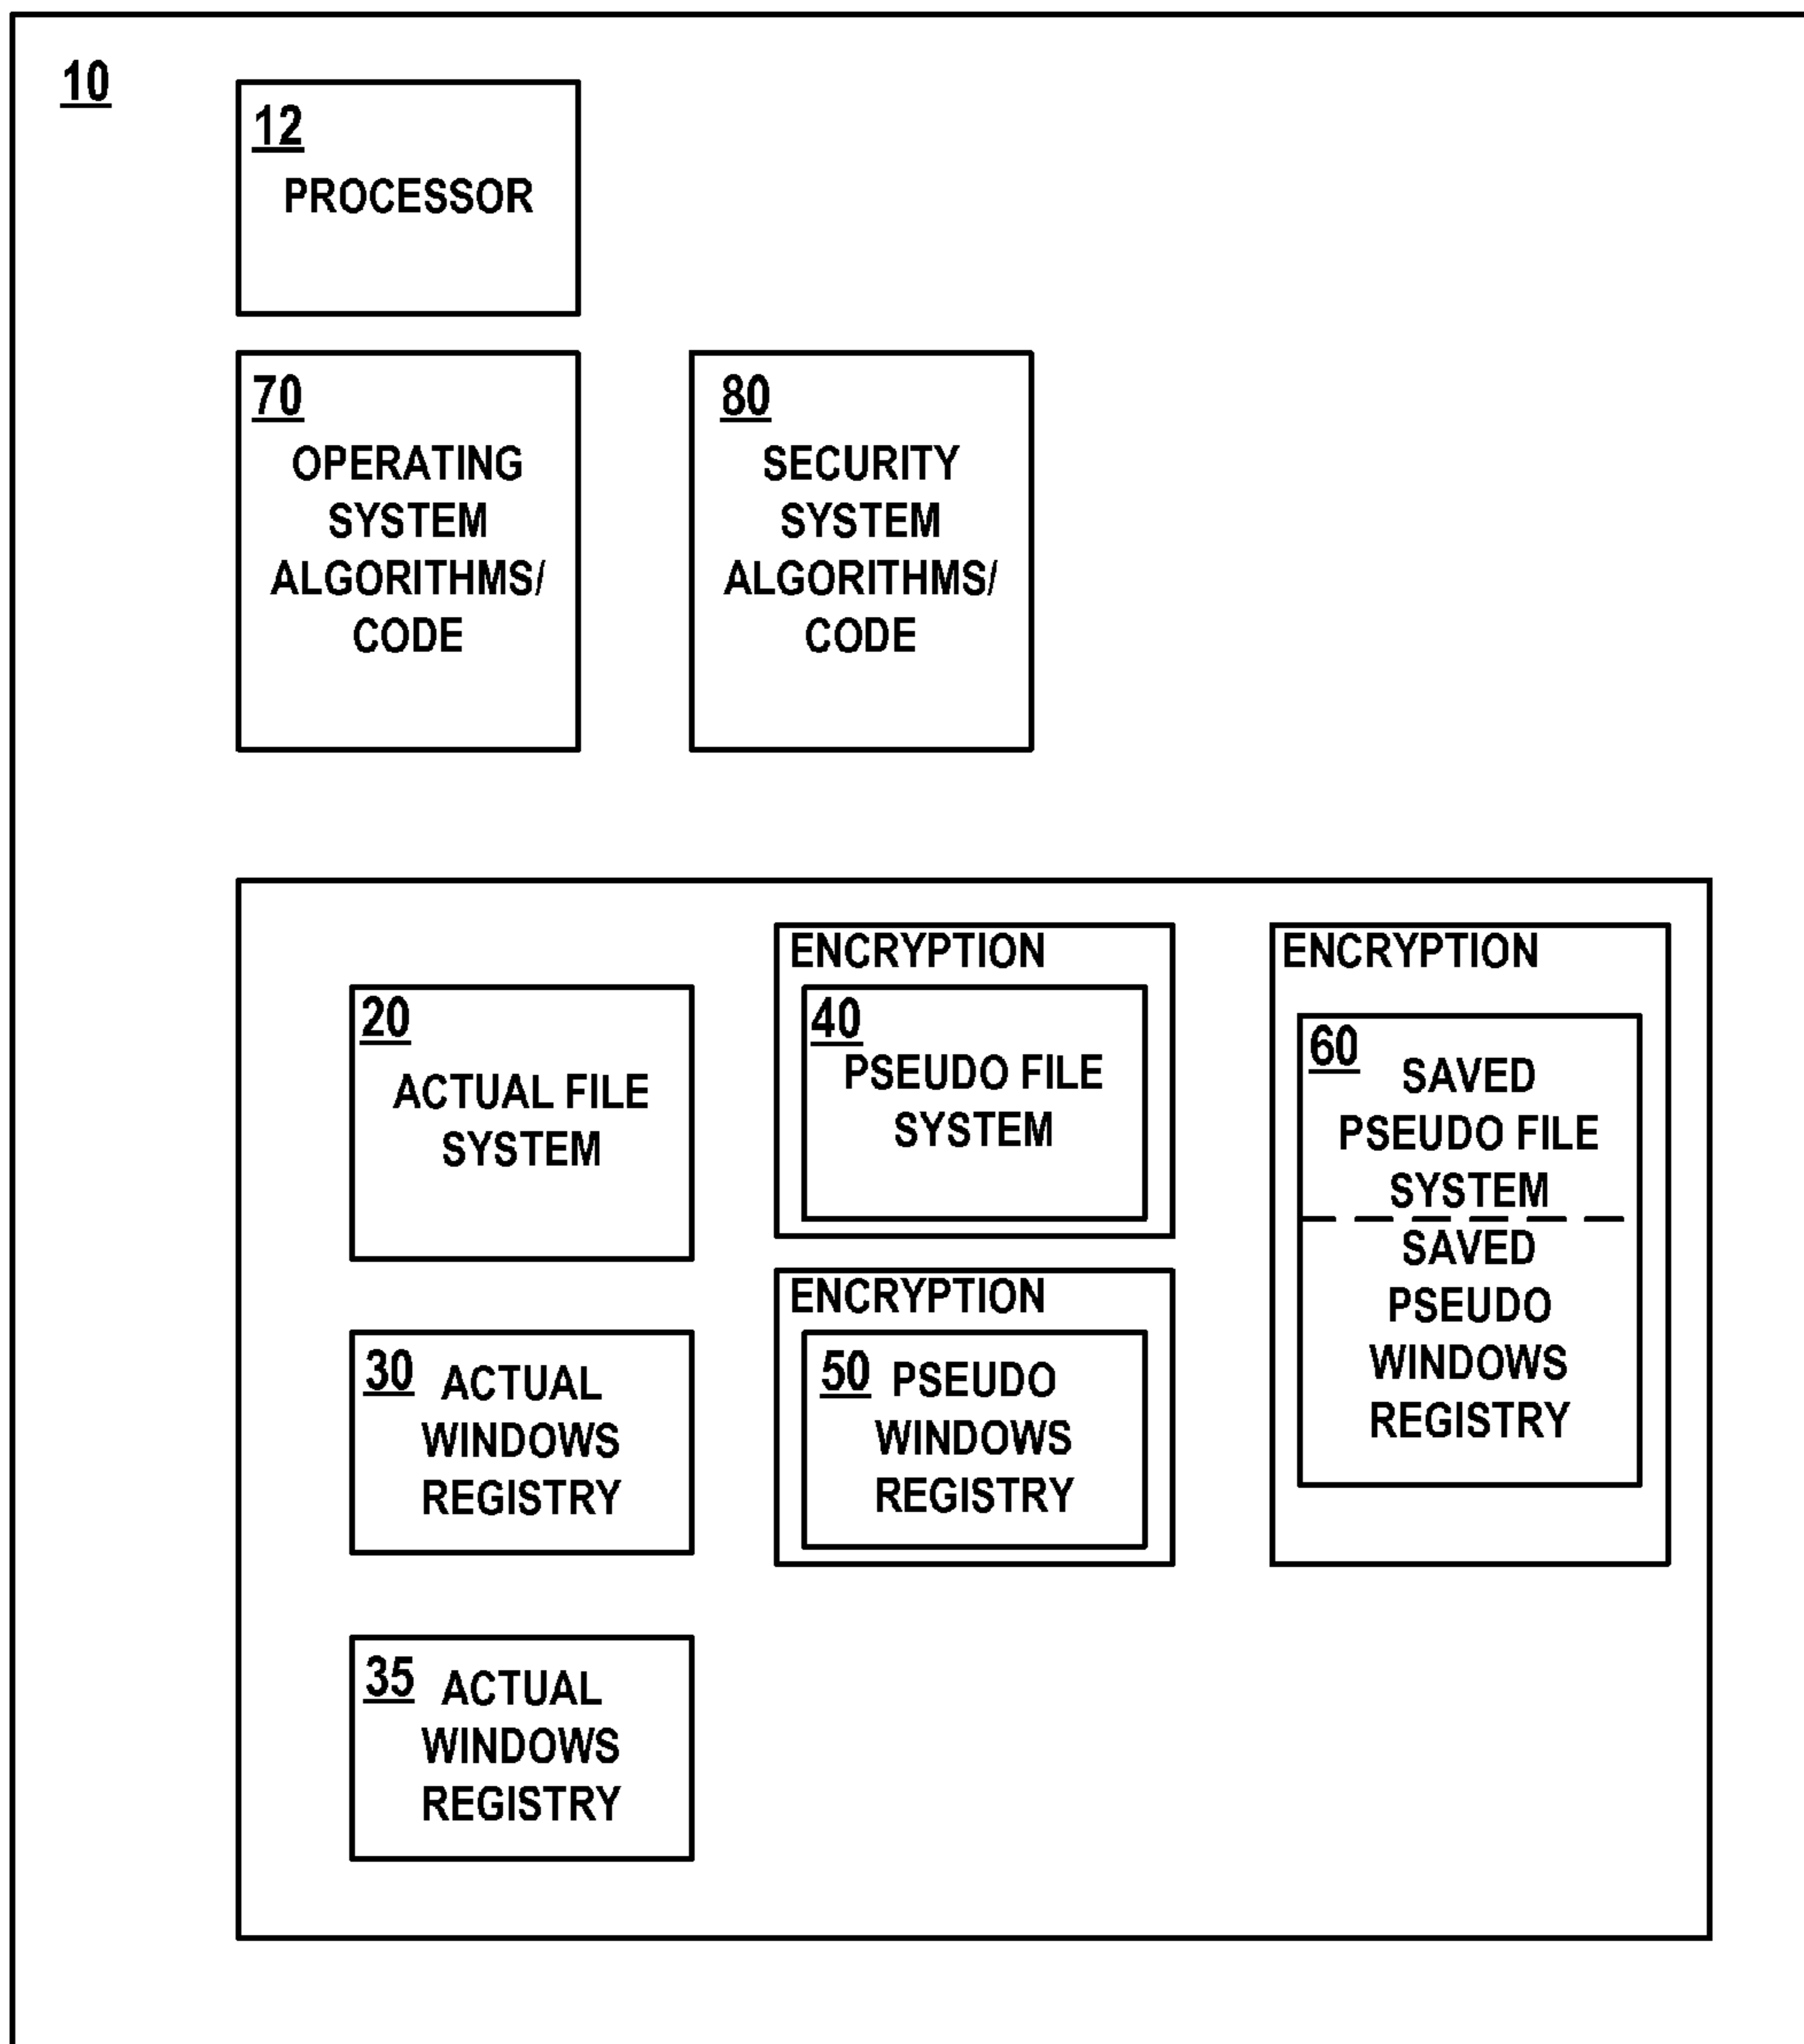 10
12
PROCESSOR
70
OPERATING
SYSTEM
ALGORITHMS/
CODE
80
SECURITY
SYSTEM
ALGORITHMS/
CODE
20
ACTUAL FILE
SYSTEM
ENCRYPTION
40
PSEUDO FILE
SYSTEM
ENCRYPTION
60
SAVED
PSEUDO FILE
SYSTEM
SAVED
PSEUDO
WINDOWS
REGISTRY
30 ACTUAL
WINDOWS
REGISTRY
ENCRYPTION
50 PSEUDO
WINDOWS
REGISTRY
35 ACTUAL
WINDOWS
REGISTRY